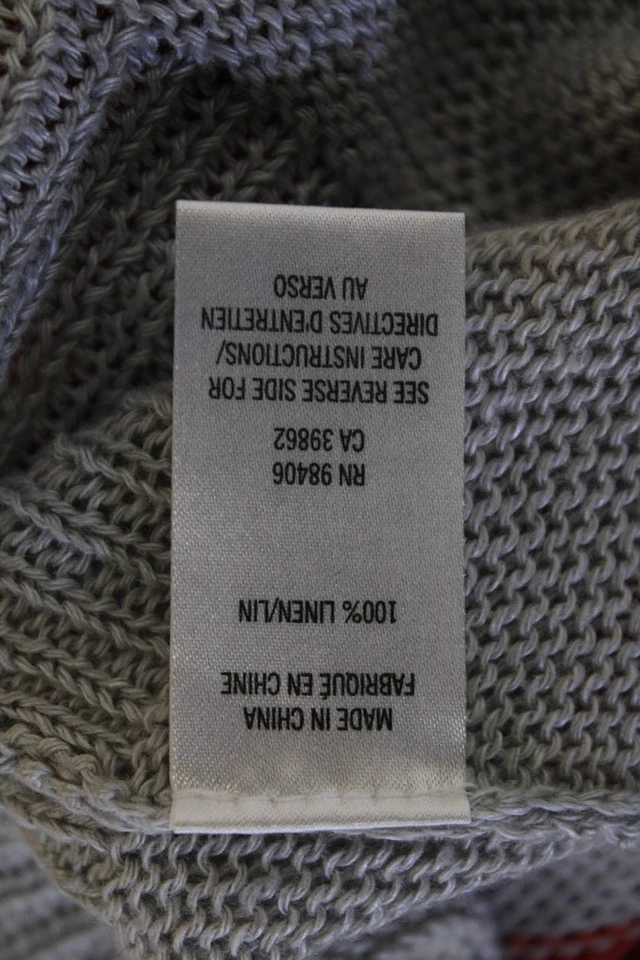 MADE IN CHINA
FABRIQUÉ EN CHINE
100% LINEN/LIN
RN 98406
CA 39862
SEE REVERSE SIDE FOR
CARE INSTRUCTIONS/
DIRECTIVES D'ENTRETIEN
AU VERSO